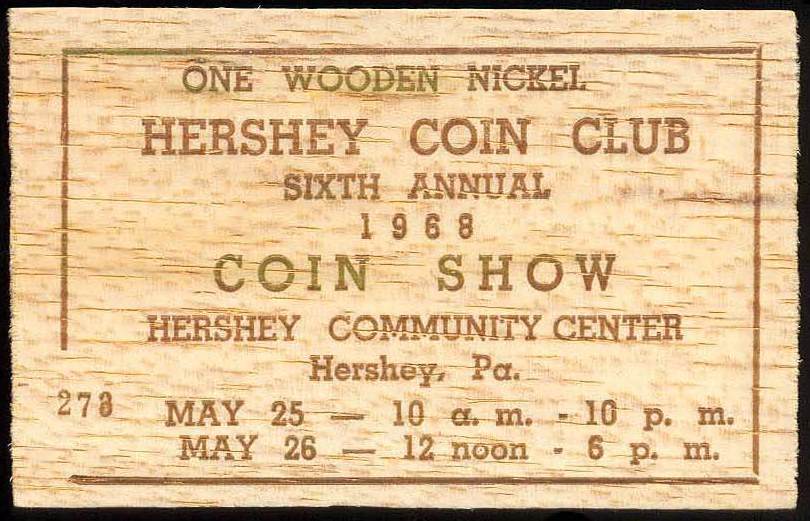 ONE WOODEN NICKEL
HERSHEY COIN CLUB
SIXTH ANNUAL
1968
COIN SHOW
HERSHEY COMMUNITY CENTER
Hershey, Pa.
273 MAY 25 — 10 a. m. - 10 p. m.
MAY 26 — 12 noon - 6 p. m.